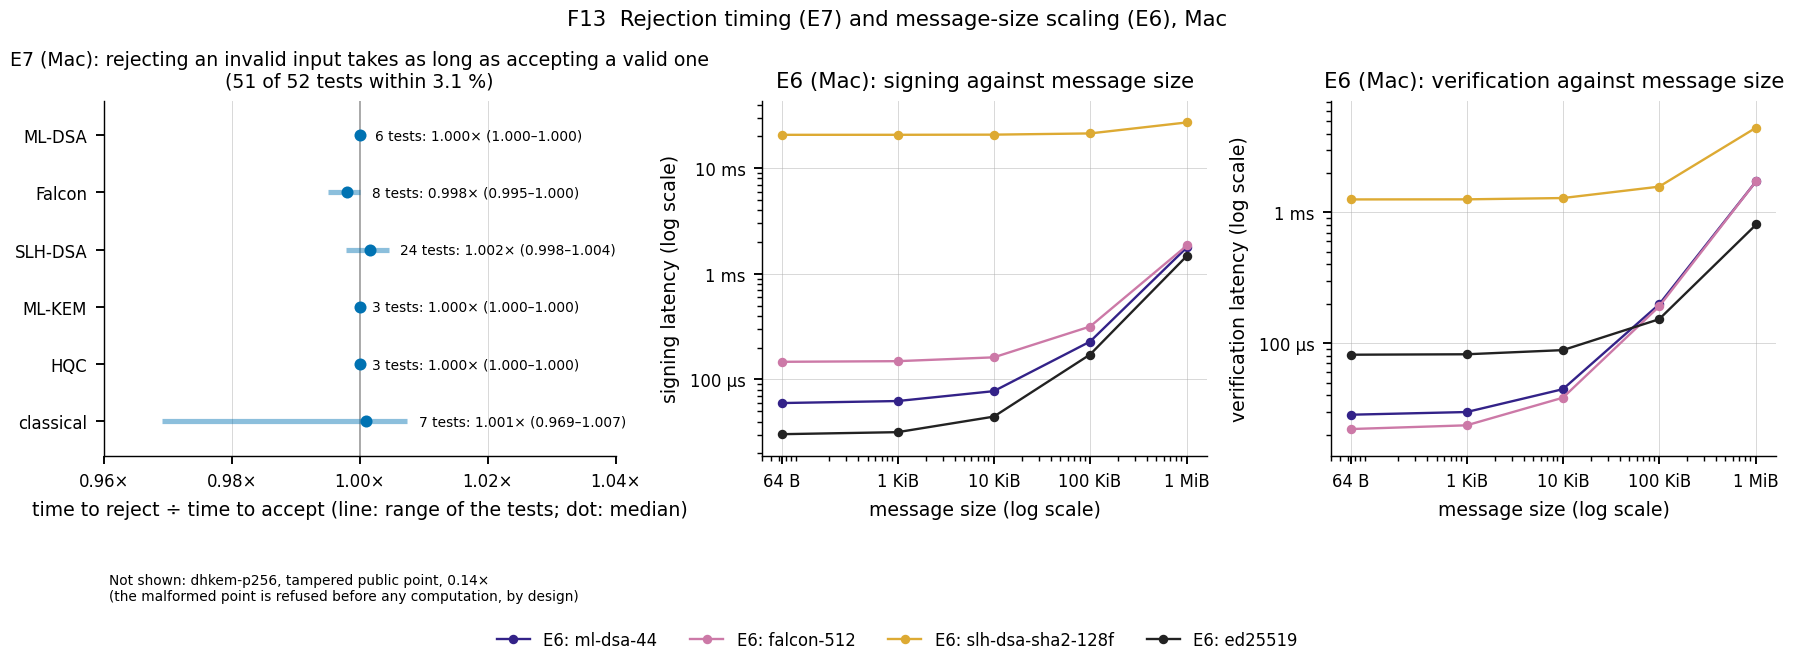 F13  Rejection timing (E7) and message-size scaling (E6), Mac
E7 (Mac): rejecting an invalid input takes as long as accepting a valid one
(51 of 52 tests within 3.1 %)
ML-DSA
6 tests: 1.000× (1.000–1.000)
Falcon
8 tests: 0.998× (0.995–1.000)
SLH-DSA
24 tests: 1.002× (0.998–1.004)
ML-KEM
3 tests: 1.000× (1.000–1.000)
HQC
3 tests: 1.000× (1.000–1.000)
classical
7 tests: 1.001× (0.969–1.007)
0.96× 0.98× 1.00× 1.02× 1.04×
time to reject ÷ time to accept (line: range of the tests; dot: median)
Not shown: dhkem-p256, tampered public point, 0.14×
(the malformed point is refused before any computation, by design)
E6 (Mac): signing against message size
signing latency (log scale)
10 ms
1 ms
100 µs
64 B 1 KiB 10 KiB 100 KiB 1 MiB
message size (log scale)
E6 (Mac): verification against message size
verification latency (log scale)
1 ms
100 µs
64 B 1 KiB 10 KiB 100 KiB 1 MiB
message size (log scale)
E6: ml-dsa-44 E6: falcon-512 E6: slh-dsa-sha2-128f E6: ed25519